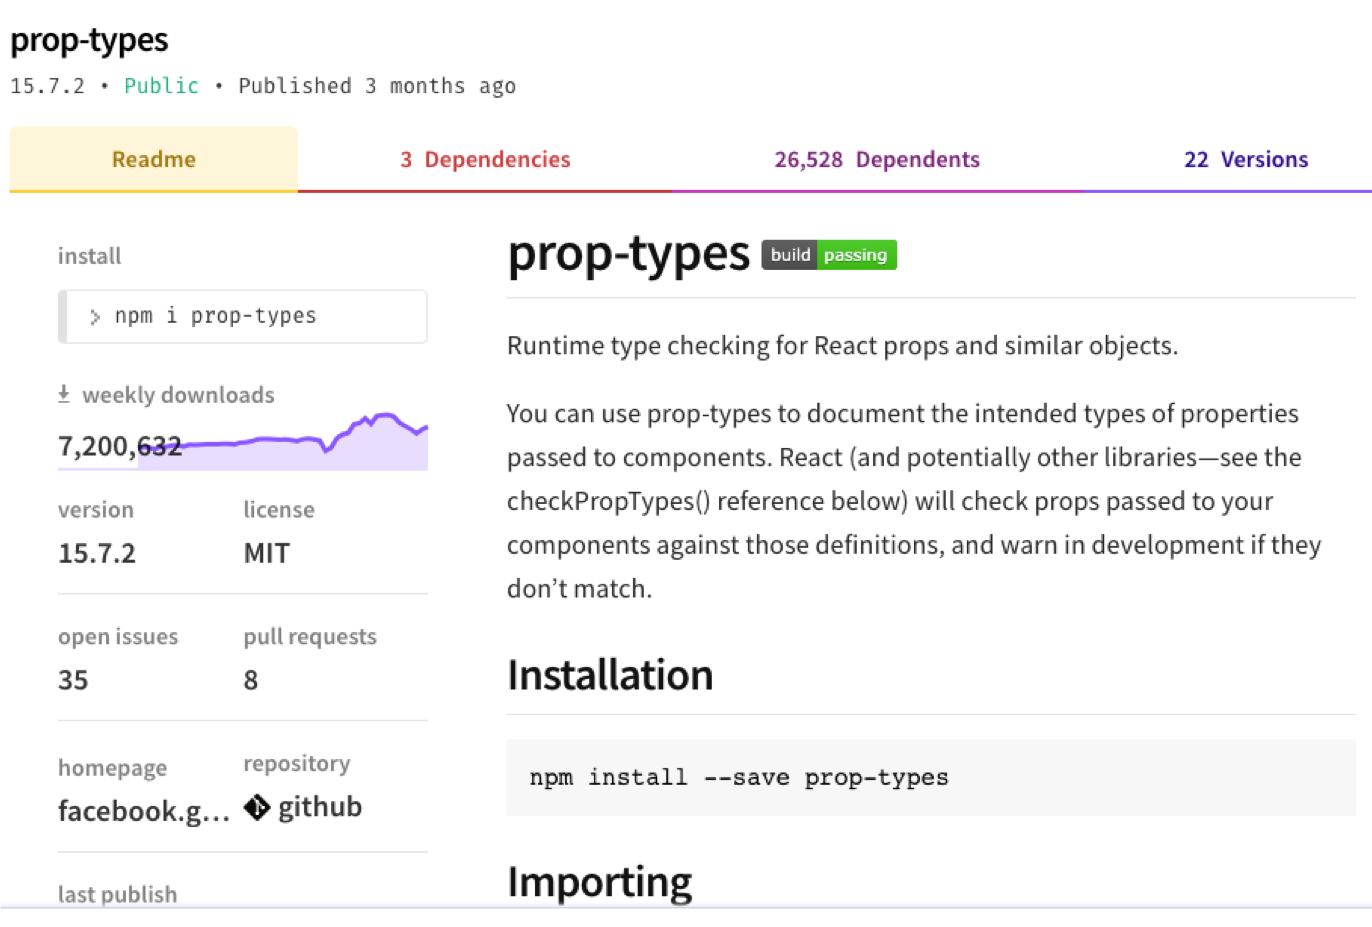 prop-types
15.7.2 • Public • Published 3 months ago
Readme
3 Dependencies
26,528 Dependents
22 Versions
install
> npm i prop-types
weekly downloads
7,200,632
version
license
15.7.2
MIT
open issues
pull requests
35
8
homepage
repository
facebook.g...
github
last publish
prop-types build passing
Runtime type checking for React props and similar objects.
You can use prop-types to document the intended types of properties
passed to components. React (and potentially other libraries—see the
checkPropTypes() reference below) will check props passed to your
components against those definitions, and warn in development if they
don’t match.
Installation
npm install --save prop-types
Importing